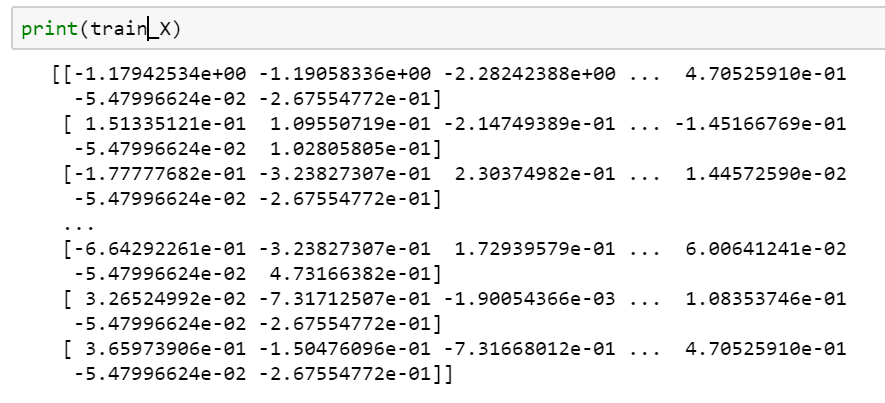 print(train_X)
[[-1.17942534e+00 -1.19058336e+00 -2.28242388e+00 ...  4.70525910e-01
  -5.47996624e-02 -2.67554772e-01]
 [ 1.51335121e-01  1.09550719e-01 -2.14749389e-01 ... -1.45166769e-01
  -5.47996624e-02  1.02805805e-01]
 [-1.77777682e-01 -3.23827307e-01  2.30374982e-01 ...  1.44572590e-02
  -5.47996624e-02 -2.67554772e-01]
 ...
 [-6.64292261e-01 -3.23827307e-01  1.72939579e-01 ...  6.00641241e-02
  -5.47996624e-02  4.73166382e-01]
 [ 3.26524992e-02 -7.31712507e-01 -1.90054366e-03 ...  1.08353746e-01
  -5.47996624e-02 -2.67554772e-01]
 [ 3.65973906e-01 -1.50476096e-01 -7.31668012e-01 ...  4.70525910e-01
  -5.47996624e-02 -2.67554772e-01]]